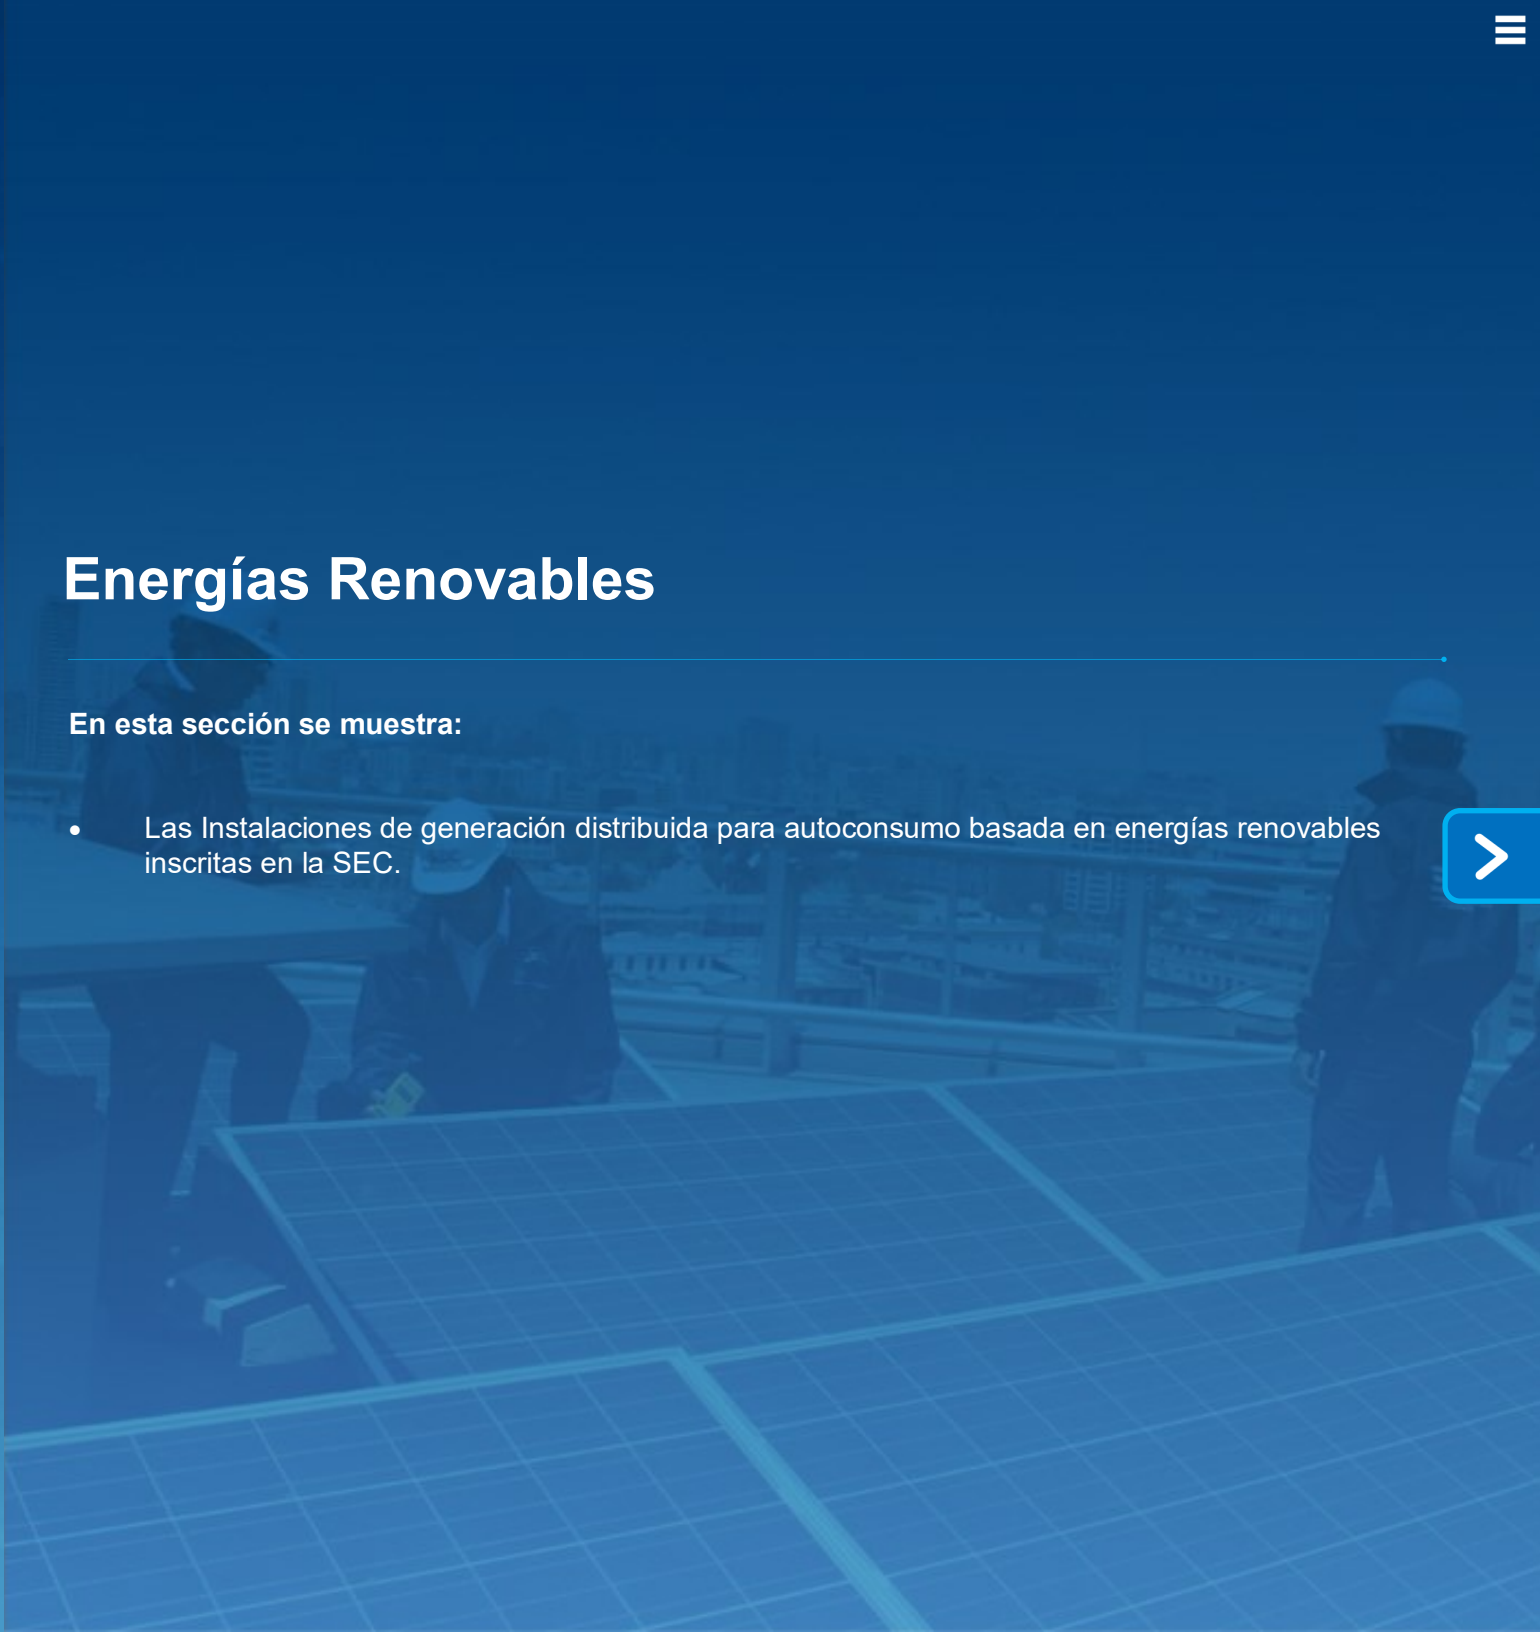 Energías Renovables
En esta sección se muestra:
• Las Instalaciones de generación distribuida para autoconsumo basada en energías renovables
inscritas en la SEC.